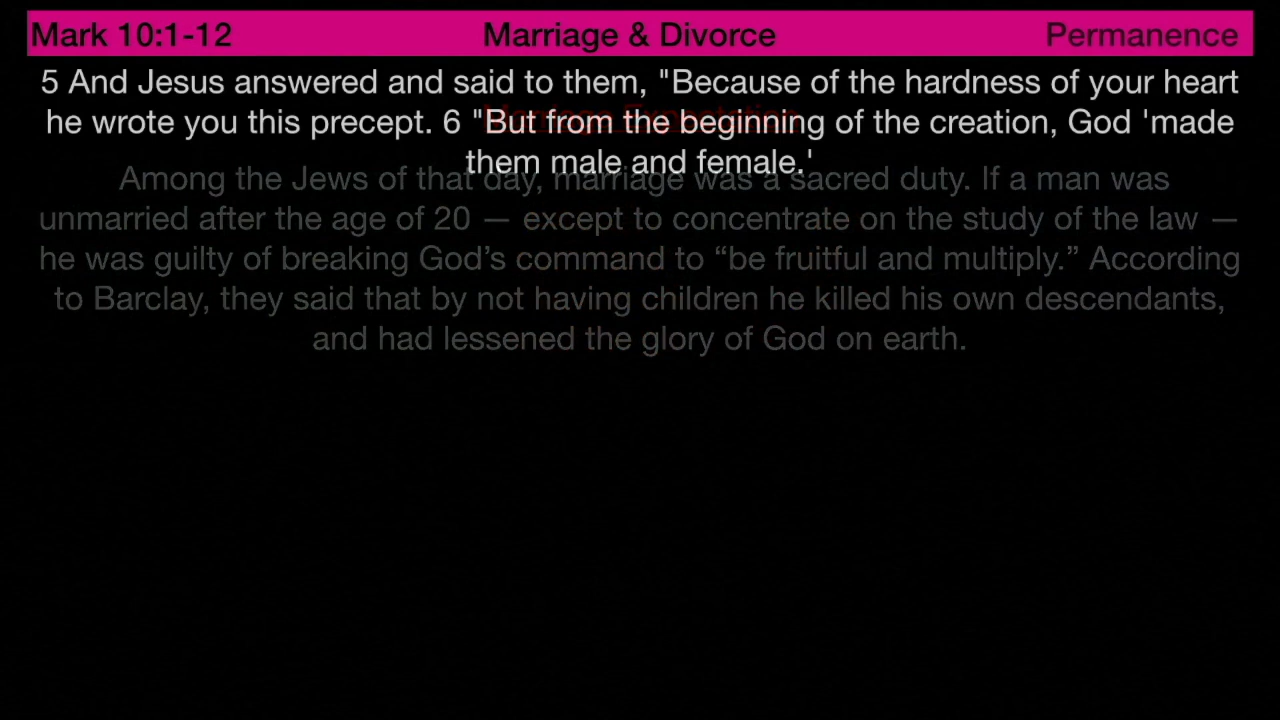 Mark 10:1-12 Marriage & Divorce Permanence
5 And Jesus answered and said to them, "Because of the hardness of your heart
he wrote you this precept. 6 "But from the beginning of the creation, God 'made
them male and female.'
Marriage Expectation
Among the Jews of that day, marriage was a sacred duty. If a man was
unmarried after the age of 20 — except to concentrate on the study of the law —
he was guilty of breaking God’s command to “be fruitful and multiply.” According
to Barclay, they said that by not having children he killed his own descendants,
and had lessened the glory of God on earth.